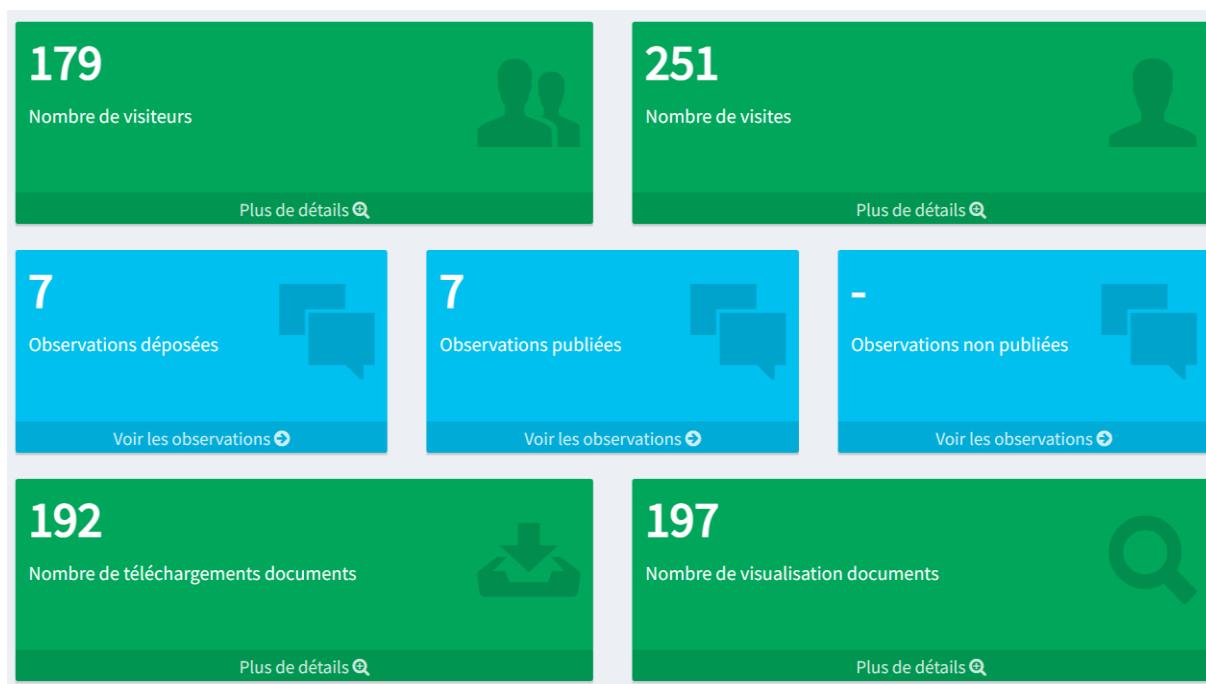 179
Nombre de visiteurs
Plus de détails
251
Nombre de visites
Plus de détails
7
Observations déposées
Voir les observations
7
Observations publiées
Voir les observations
-
Observations non publiées
Voir les observations
192
Nombre de téléchargements documents
Plus de détails
197
Nombre de visualisation documents
Plus de détails